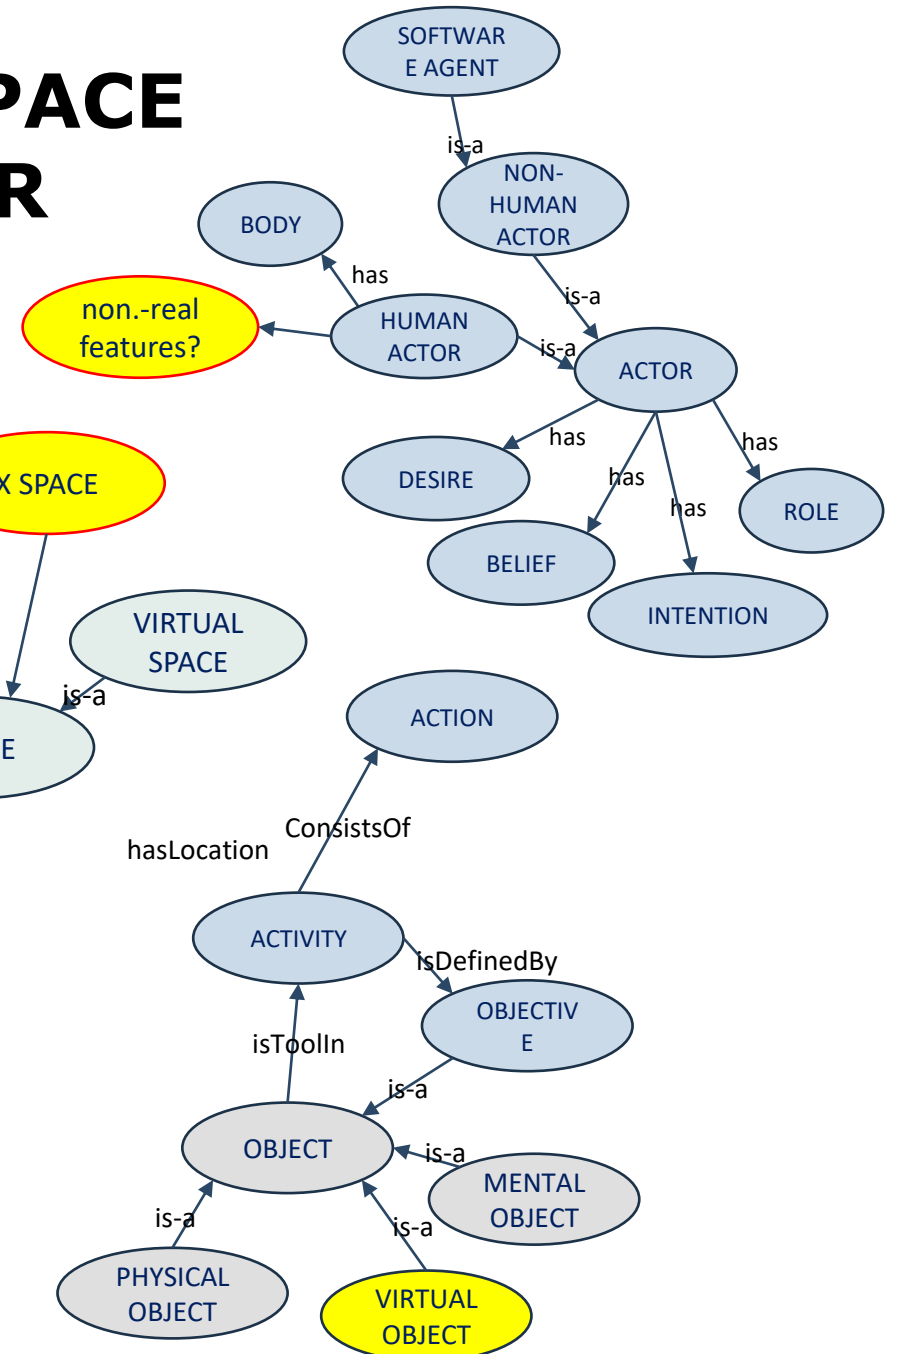 PACE
R
SOFTWAR
E AGENT
is-a
NON-
HUMAN
ACTOR
BODY
has
is-a
non.-real
features?
HUMAN
ACTOR
is-a
ACTOR
has
has
has
has
DESIRE
ROLE
BELIEF
INTENTION
X SPACE
VIRTUAL
SPACE
is-a
E
ACTION
ConsistsOf
hasLocation
ACTIVITY
isDefinedBy
OBJECTIV
E
isToolIn
is-a
OBJECT
is-a
MENTAL
OBJECT
is-a
is-a
PHYSICAL
OBJECT
VIRTUAL
OBJECT